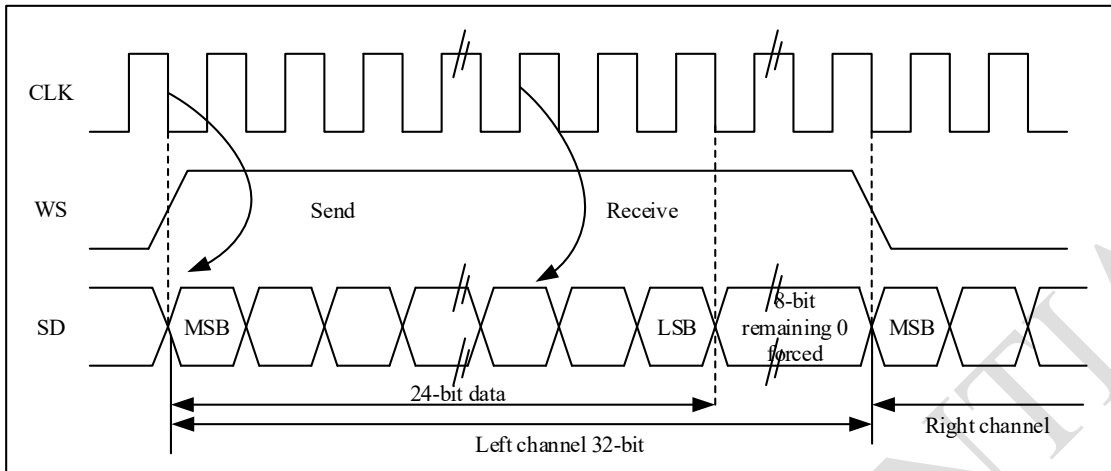 CLK
WS
Send
Receive
SD
MSB
LSB
8-bit
remaining 0
forced
MSB
24-bit data
Left channel 32-bit
Right channel